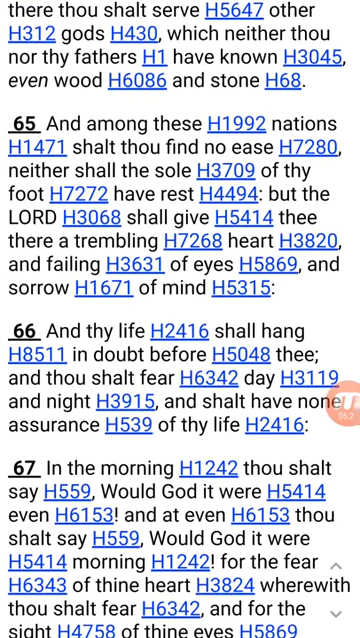 there thou shalt serve H5647 other
H312 gods H430, which neither thou
nor thy fathers H1 have known H3045,
even wood H6086 and stone H68.
65 And among these H1992 nations
H1471 shalt thou find no ease H7280,
neither shall the sole H3709 of thy
foot H7272 have rest H4494: but the
LORD H3068 shall give H5414 thee
there a trembling H7268 heart H3820,
and failing H3631 of eyes H5869, and
sorrow H1671 of mind H5315:
66 And thy life H2416 shall hang
H8511 in doubt before H5048 thee;
and thou shalt fear H6342 day H3119
and night H3915, and shalt have none
assurance H539 of thy life H2416:
67 In the morning H1242 thou shalt
say H559, Would God it were H5414
even H6153! and at even H6153 thou
shalt say H559, Would God it were
H5414 morning H1242! for the fear
H6343 of thine heart H3824 wherewith
thou shalt fear H6342, and for the
sight H4758 of thine eyes H5869